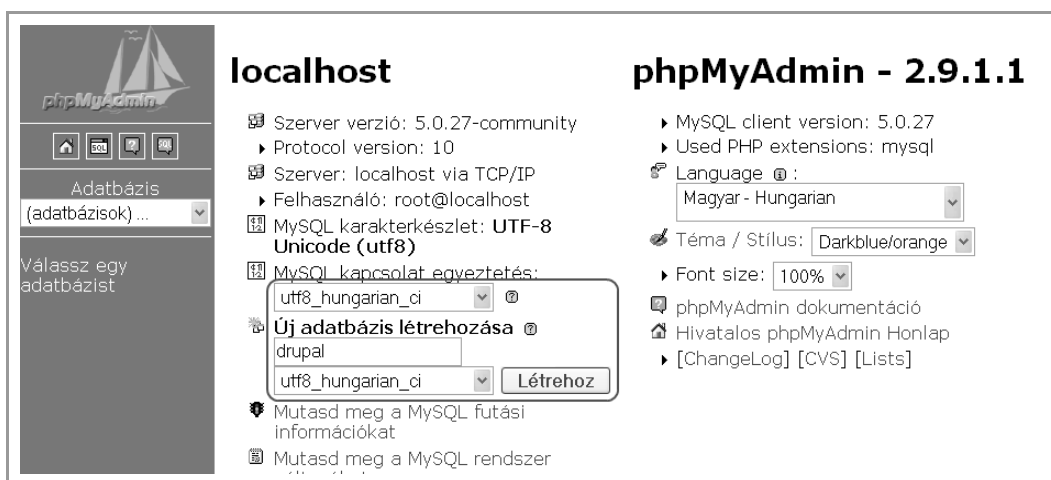 phpMyAdmin
Adatbázis
(adatbázisok) ...
Válassz egy
adatbázist
localhost
Szerver verzió: 5.0.27-community
Protocol version: 10
Szerver: localhost via TCP/IP
Felhasználó: root@localhost
MySQL karakterkészlet: UTF-8
Unicode (utf8)
MySQL kapcsolat egyeztetés:
utf8_hungarian_ci
Új adatbázis létrehozása
drupal
utf8_hungarian_ci Létrehoz
Mutasd meg a MySQL futási
információkat
Mutasd meg a MySQL rendszer
phpMyAdmin - 2.9.1.1
MySQL client version: 5.0.27
Used PHP extensions: mysql
Language :
Magyar - Hungarian
Téma / Stílus: Darkblue/orange
Font size: 100%
phpMyAdmin dokumentáció
Hivatalos phpMyAdmin Honlap
[ChangeLog] [CVS] [Lists]